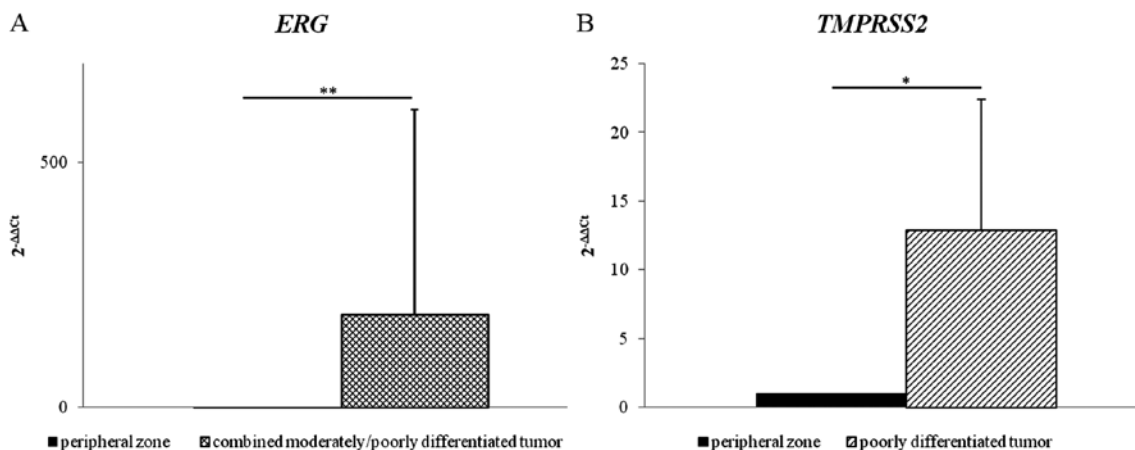 A
ERG
**
500
0
2-ΔΔCt
peripheral zone
combined moderately/poorly differentiated tumor
B
TMPRSS2
*
25
20
15
10
5
0
2-ΔΔCt
peripheral zone
poorly differentiated tumor